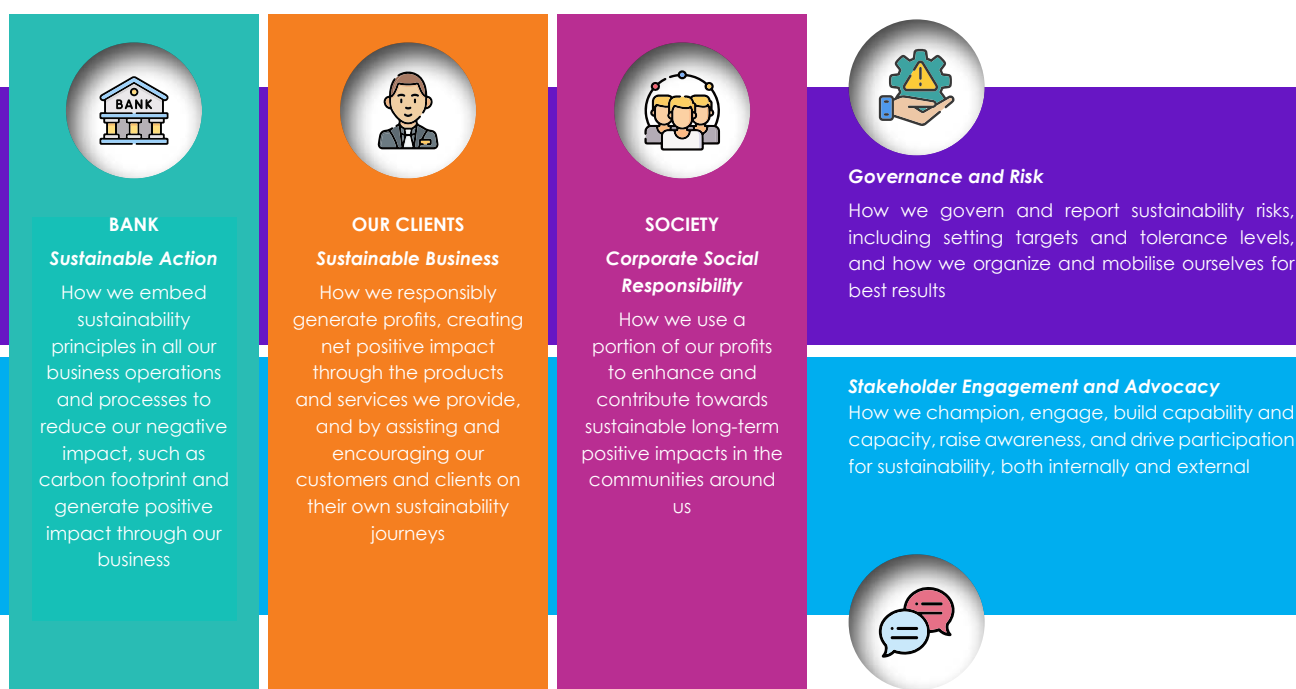 BANK
BANK
Sustainable Action
How we embed
sustainability
principles in all our
business operations
and processes to
reduce our negative
impact, such as
carbon footprint and
generate positive
impact through our
business
OUR CLIENTS
Sustainable Business
How we responsibly
generate profits, creating
net positive impact
through the products
and services we provide,
and by assisting and
encouraging our
customers and clients on
their own sustainability
journeys
SOCIETY
Corporate Social
Responsibility
How we use a
portion of our profits
to enhance and
contribute towards
sustainable long-term
positive impacts in the
communities around
us
Governance and Risk
How we govern and report sustainability risks,
including setting targets and tolerance levels,
and how we organize and mobilise ourselves for
best results
Stakeholder Engagement and Advocacy
How we champion, engage, build capability and
capacity, raise awareness, and drive participation
for sustainability, both internally and external